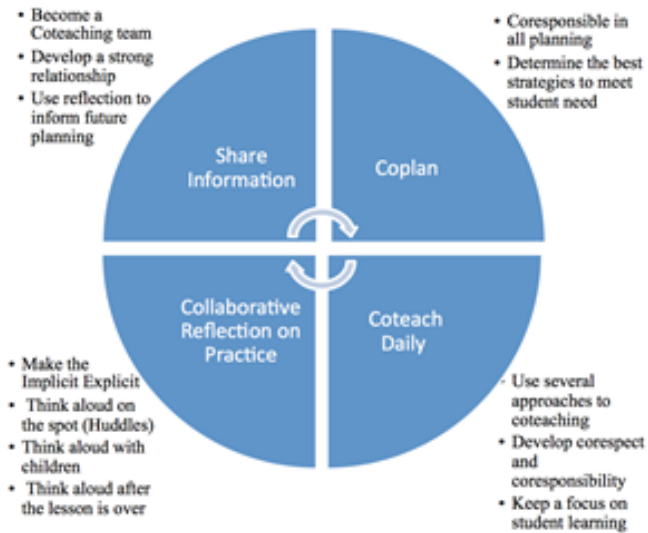 • Become a
Coteaching team
• Develop a strong
relationship
• Use reflection to
inform future
planning
Share
Information
• Coresponsible in
all planning
• Determine the best
strategies to meet
student need
Coplan
Collaborative
Reflection on
Practice
• Make the
Implicit Explicit
• Think aloud on
the spot (Huddles)
• Think aloud with
children
• Think aloud after
the lesson is over
Coteach
Daily
- Use several
approaches to
coteaching
• Develop corespect
and
coresponsibility
• Keep a focus on
student learning